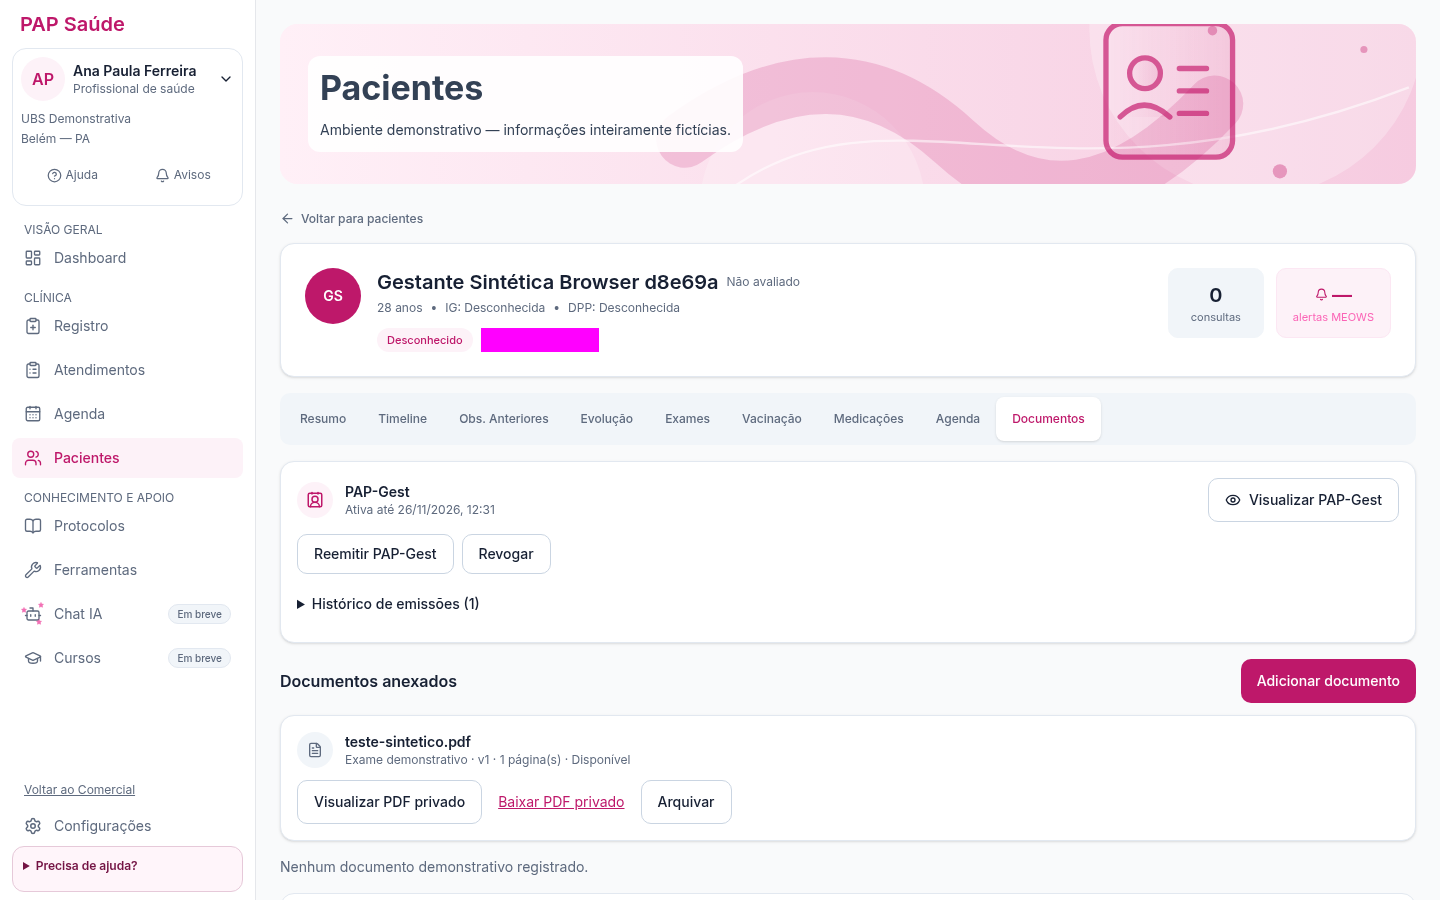 PAP Saúde
AP
Ana Paula Ferreira
Profissional de saúde
UBS Demonstrativa
Belém — PA
Ajuda
Avisos
VISÃO GERAL
Dashboard
CLÍNICA
Registro
Atendimentos
Agenda
Pacientes
CONHECIMENTO E APOIO
Protocolos
Ferramentas
Chat IA
Em breve
Cursos
Em breve
Voltar ao Comercial
Configurações
Precisa de ajuda?
Pacientes
Ambiente demonstrativo — informações inteiramente fictícias.
Voltar para pacientes
GS
Gestante Sintética Browser d8e69a Não avaliado
28 anos • IG: Desconhecida • DPP: Desconhecida
Desconhecido
0
consultas
—
alertas MEOWS
Resumo Timeline Obs. Anteriores Evolução Exames Vacinação Medicações Agenda Documentos
PAP-Gest
Ativa até 26/11/2026, 12:31
Visualizar PAP-Gest
Reemitir PAP-Gest Revogar
Histórico de emissões (1)
Documentos anexados
Adicionar documento
teste-sintetico.pdf
Exame demonstrativo · v1 · 1 página(s) · Disponível
Visualizar PDF privado Baixar PDF privado Arquivar
Nenhum documento demonstrativo registrado.